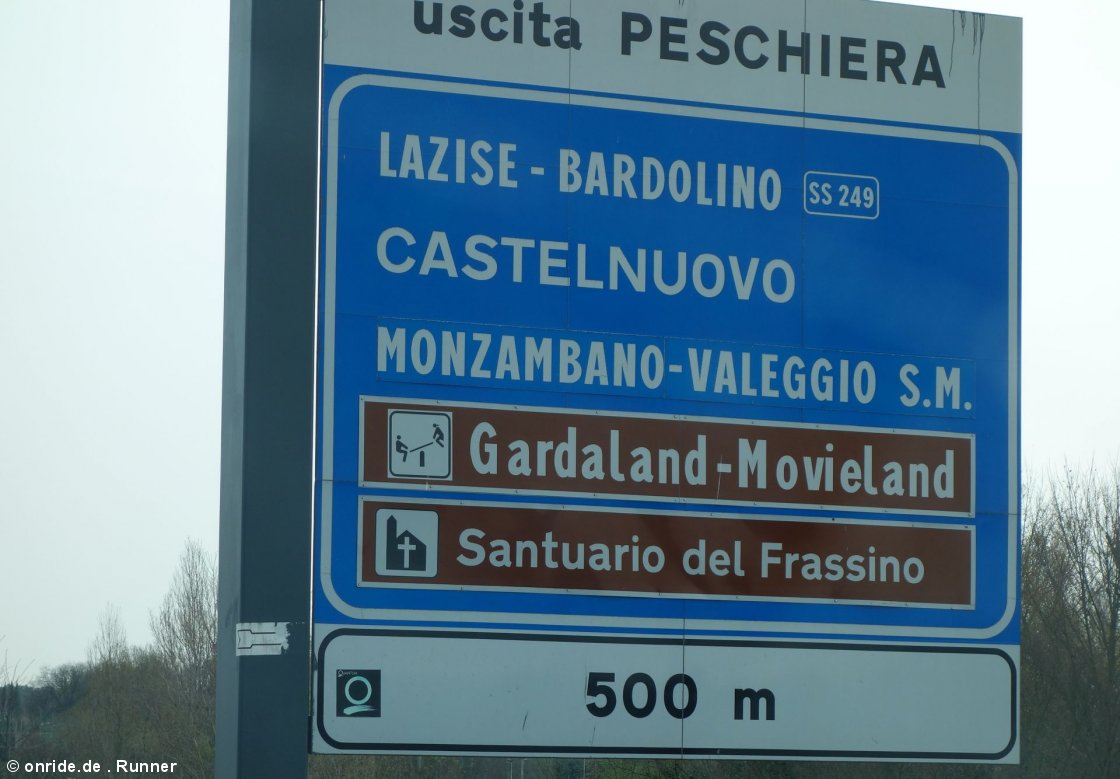 uscita PESCHIERA
LAZISE - BARDOLINO SS 249
CASTELNUOVO
MONZAMBANO-VALEGGIO S.M.
Gardaland-Movieland
Santuario del Frassino
500 m
© onride.de . Runner